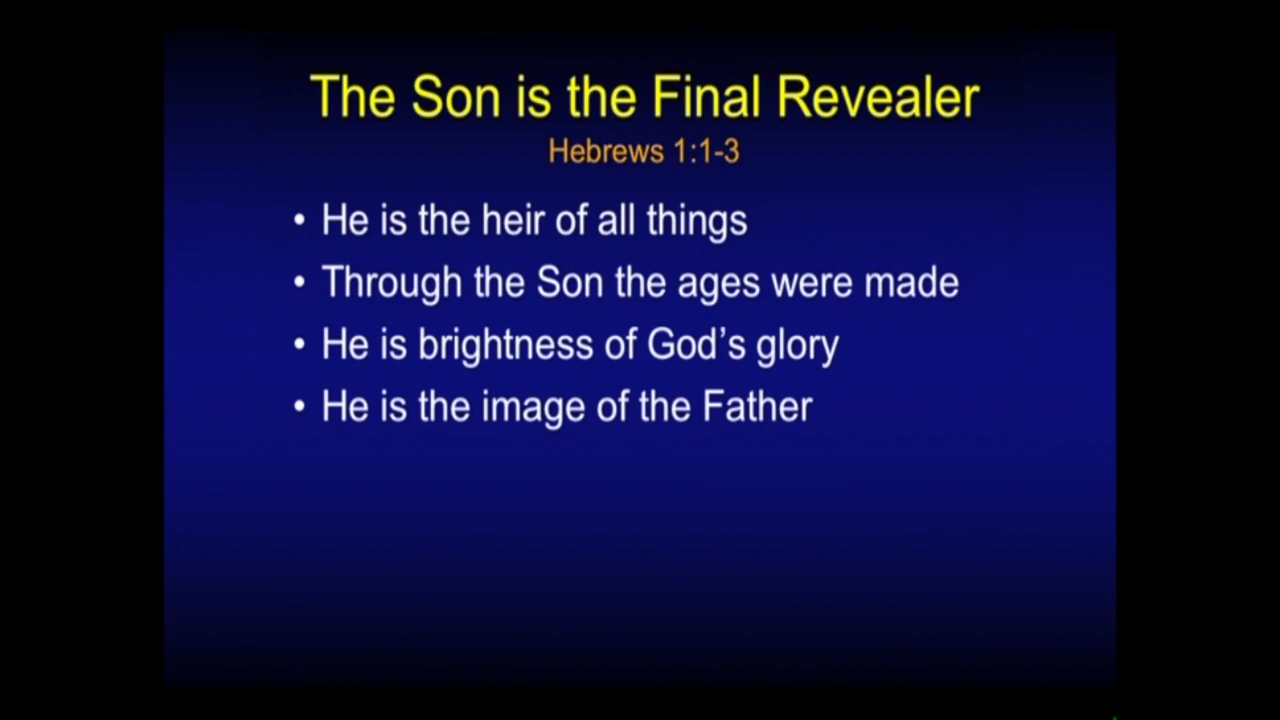 The Son is the Final Revealer
Hebrews 1:1-3
• He is the heir of all things
• Through the Son the ages were made
• He is brightness of God’s glory
• He is the image of the Father